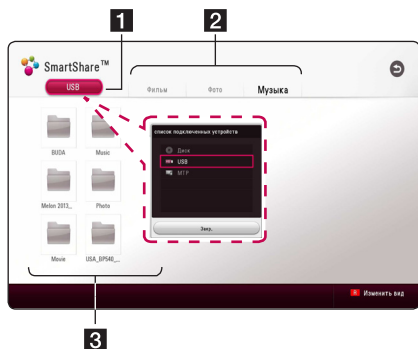 1
2
SmartShare™
USB
Фильм
Фото
Музыка
список подключенных устройств
Диск
USB
MTP
Закр.
BUDA
Music
Melon 2013_
Photo
Movie
USA_BP540_...
R Изменить вид
3